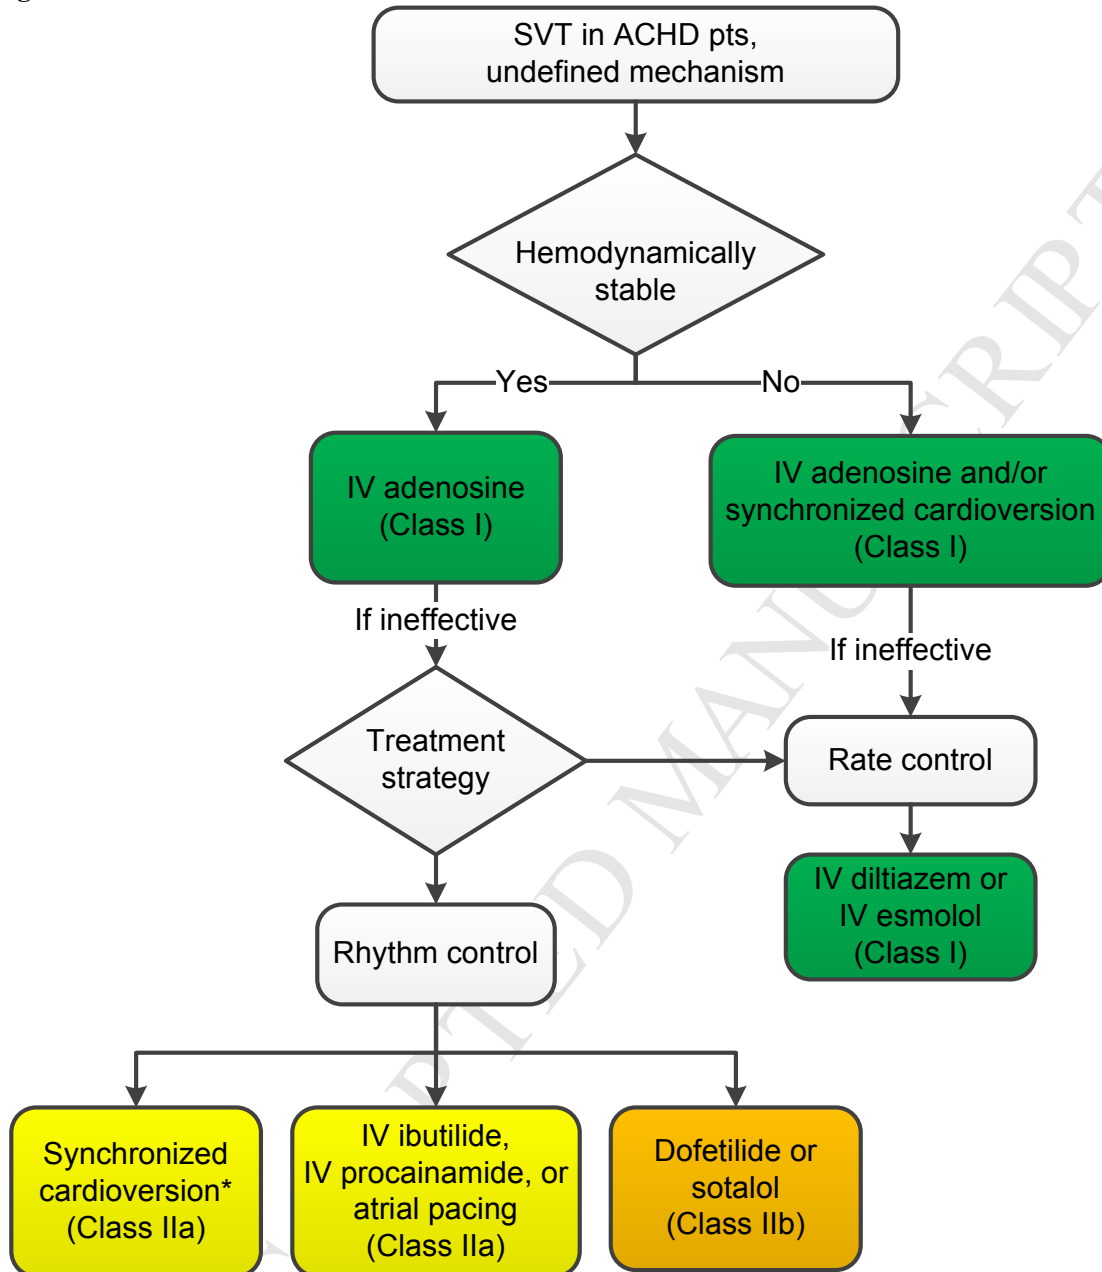 SVT in ACHD pts,
undefined mechanism
Hemodynamically
stable
Yes
No
IV adenosine
(Class I)
IV adenosine and/or
synchronized cardioversion
(Class I)
If ineffective
If ineffective
Treatment
strategy
Rate control
IV diltiazem or
IV esmolol
(Class I)
Rhythm control
Synchronized
cardioversion*
(Class IIa)
IV ibutilide,
IV procainamide, or
atrial pacing
(Class IIa)
Dofetilide or
sotalol
(Class IIb)